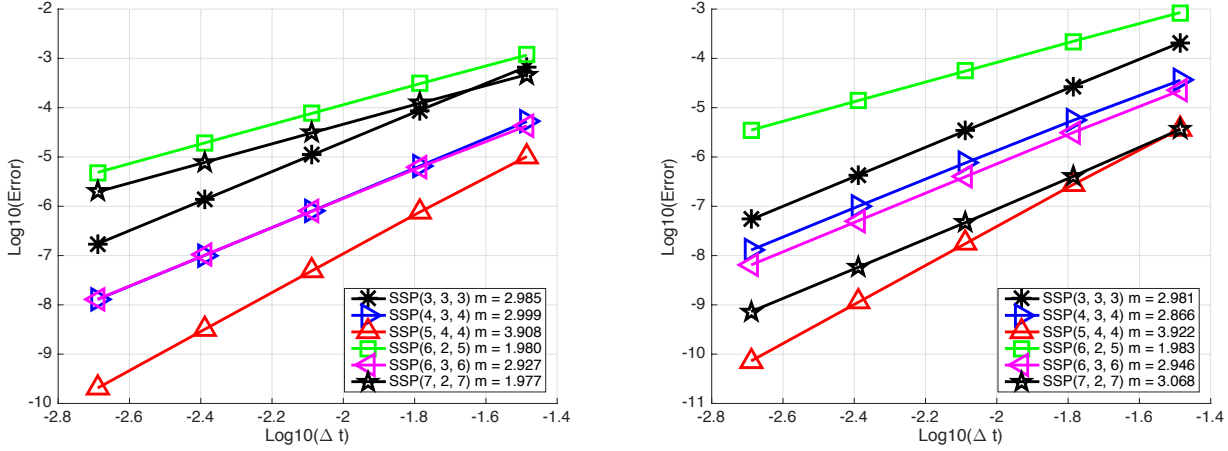 -2
-3
-4
-5
-6
-7
-8
-9
-10
Log10(Error)
SSP(3, 3, 3) m = 2.985
SSP(4, 3, 4) m = 2.999
SSP(5, 4, 4) m = 3.908
SSP(6, 2, 5) m = 1.980
SSP(6, 3, 6) m = 2.927
SSP(7, 2, 7) m = 1.977
-2.8 -2.6 -2.4 -2.2 -2 -1.8 -1.6 -1.4
Log10(Δ t)
-3
-4
-5
-6
-7
-8
-9
-10
-11
Log10(Error)
SSP(3, 3, 3) m = 2.981
SSP(4, 3, 4) m = 2.866
SSP(5, 4, 4) m = 3.922
SSP(6, 2, 5) m = 1.983
SSP(6, 3, 6) m = 2.946
SSP(7, 2, 7) m = 3.068
-2.8 -2.6 -2.4 -2.2 -2 -1.8 -1.6 -1.4
Log10(Δ t)